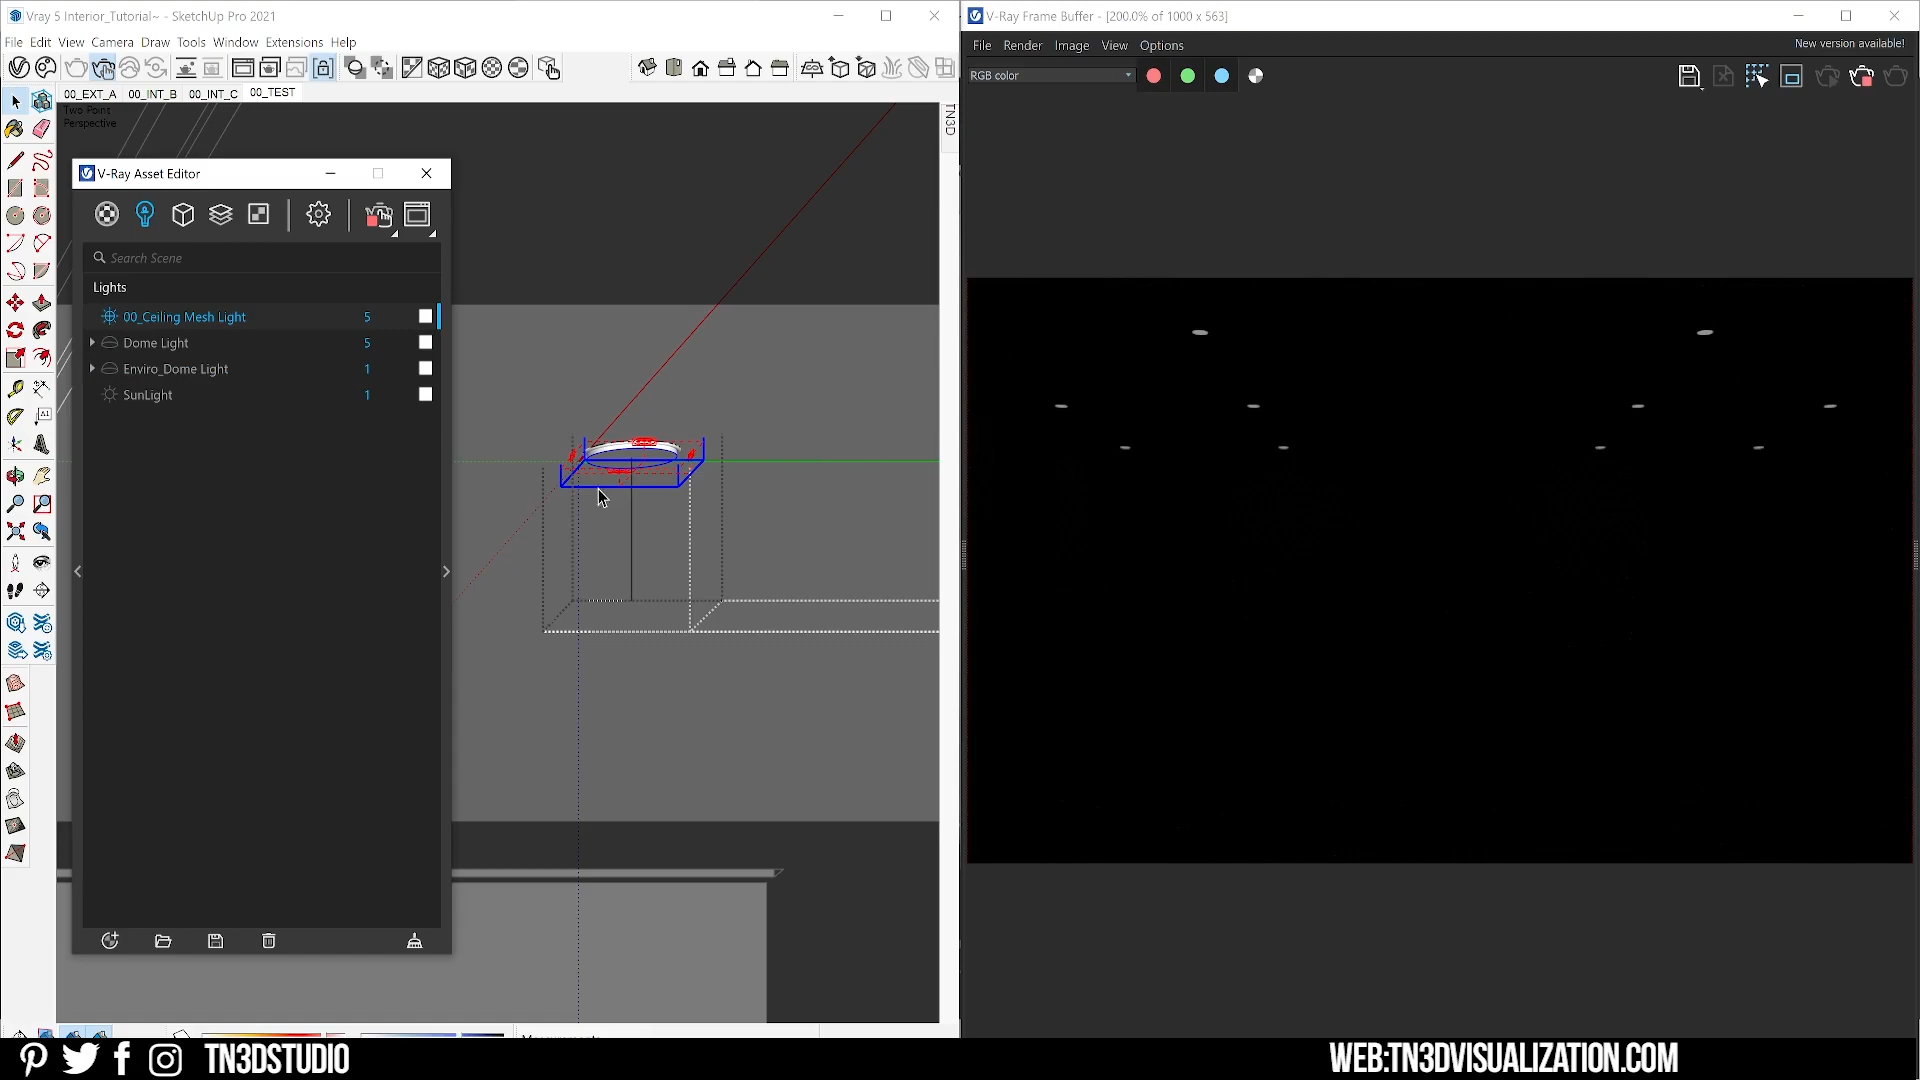 Vray 5 Interior_Tutorial~ - SketchUp Pro 2021
File Edit View Camera Draw Tools Window Extensions Help
00_EXT_A 00_INT_B 00_INT_C 00_TEST
Two Point
Perspective
TN3D
A1
V-Ray Asset Editor
Search Scene
Lights
00_Ceiling Mesh Light 5
Dome Light 5
Enviro_Dome Light 1
SunLight 1
V-Ray Frame Buffer - [200.0% of 1000 x 563]
File Render Image View Options
New version available!
RGB color
TN3DSTUDIO
WEB:TN3DVISUALIZATION.COM